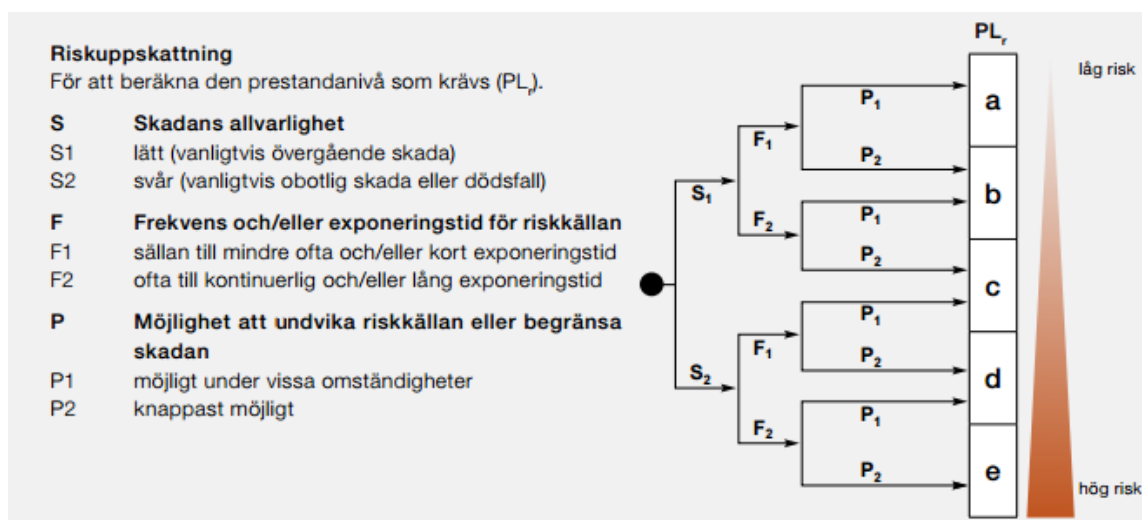 Riskuppskattning
För att beräkna den prestandanivå som krävs (PLr).
S Skadans allvarlighet
S1 lätt (vanligtvis övergående skada)
S2 svår (vanligtvis obotlig skada eller dödsfall)
F Frekvens och/eller exponeringstid för riskkällan
F1 sällan till mindre ofta och/eller kort exponeringstid
F2 ofta till kontinuerlig och/eller lång exponeringstid
P Möjlighet att undvika riskkällan eller begränsa
skadan
P1 möjligt under vissa omständigheter
P2 knappast möjligt
PLr
låg risk
P1
a
F1
P2
S1
b
P1
F2
P2
c
P1
F1
P2
S2
d
P1
F2
P2
e
hög risk